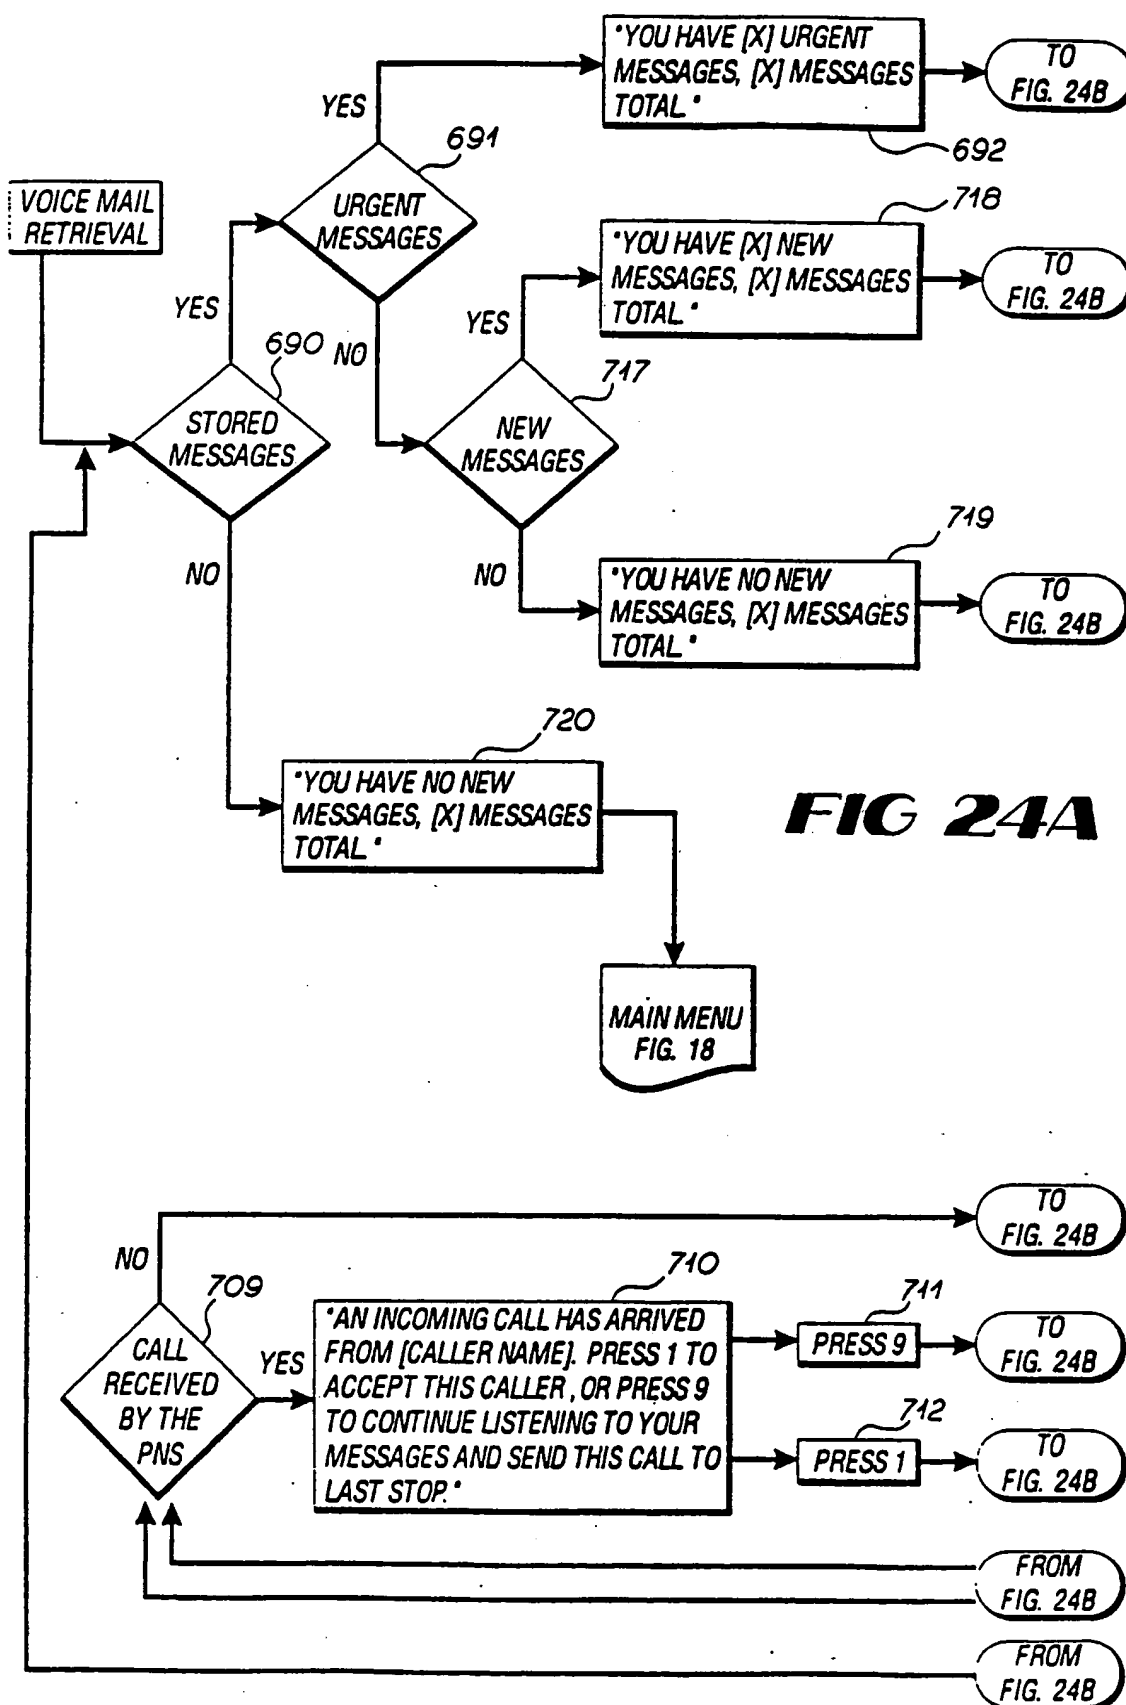 "YOU HAVE [X] URGENT
MESSAGES, [X] MESSAGES
TOTAL."
TO
FIG. 24B
692
YES
691
URGENT
MESSAGES
VOICE MAIL
RETRIEVAL
718
"YOU HAVE [X] NEW
MESSAGES, [X] MESSAGES
TOTAL."
TO
FIG. 24B
YES
YES
690
NO
717
STORED
MESSAGES
NEW
MESSAGES
719
NO
NO
"YOU HAVE NO NEW
MESSAGES, [X] MESSAGES
TOTAL."
TO
FIG. 24B
720
"YOU HAVE NO NEW
MESSAGES, [X] MESSAGES
TOTAL."
FIG 24A
MAIN MENU
FIG. 18
TO
FIG. 24B
NO
709
CALL
RECEIVED
BY THE
PNS
YES
710
"AN INCOMING CALL HAS ARRIVED
FROM [CALLER NAME]. PRESS 1 TO
ACCEPT THIS CALLER, OR PRESS 9
TO CONTINUE LISTENING TO YOUR
MESSAGES AND SEND THIS CALL TO
LAST STOP."
711
PRESS 9
TO
FIG. 24B
712
PRESS 1
TO
FIG. 24B
FROM
FIG. 24B
FROM
FIG. 24B